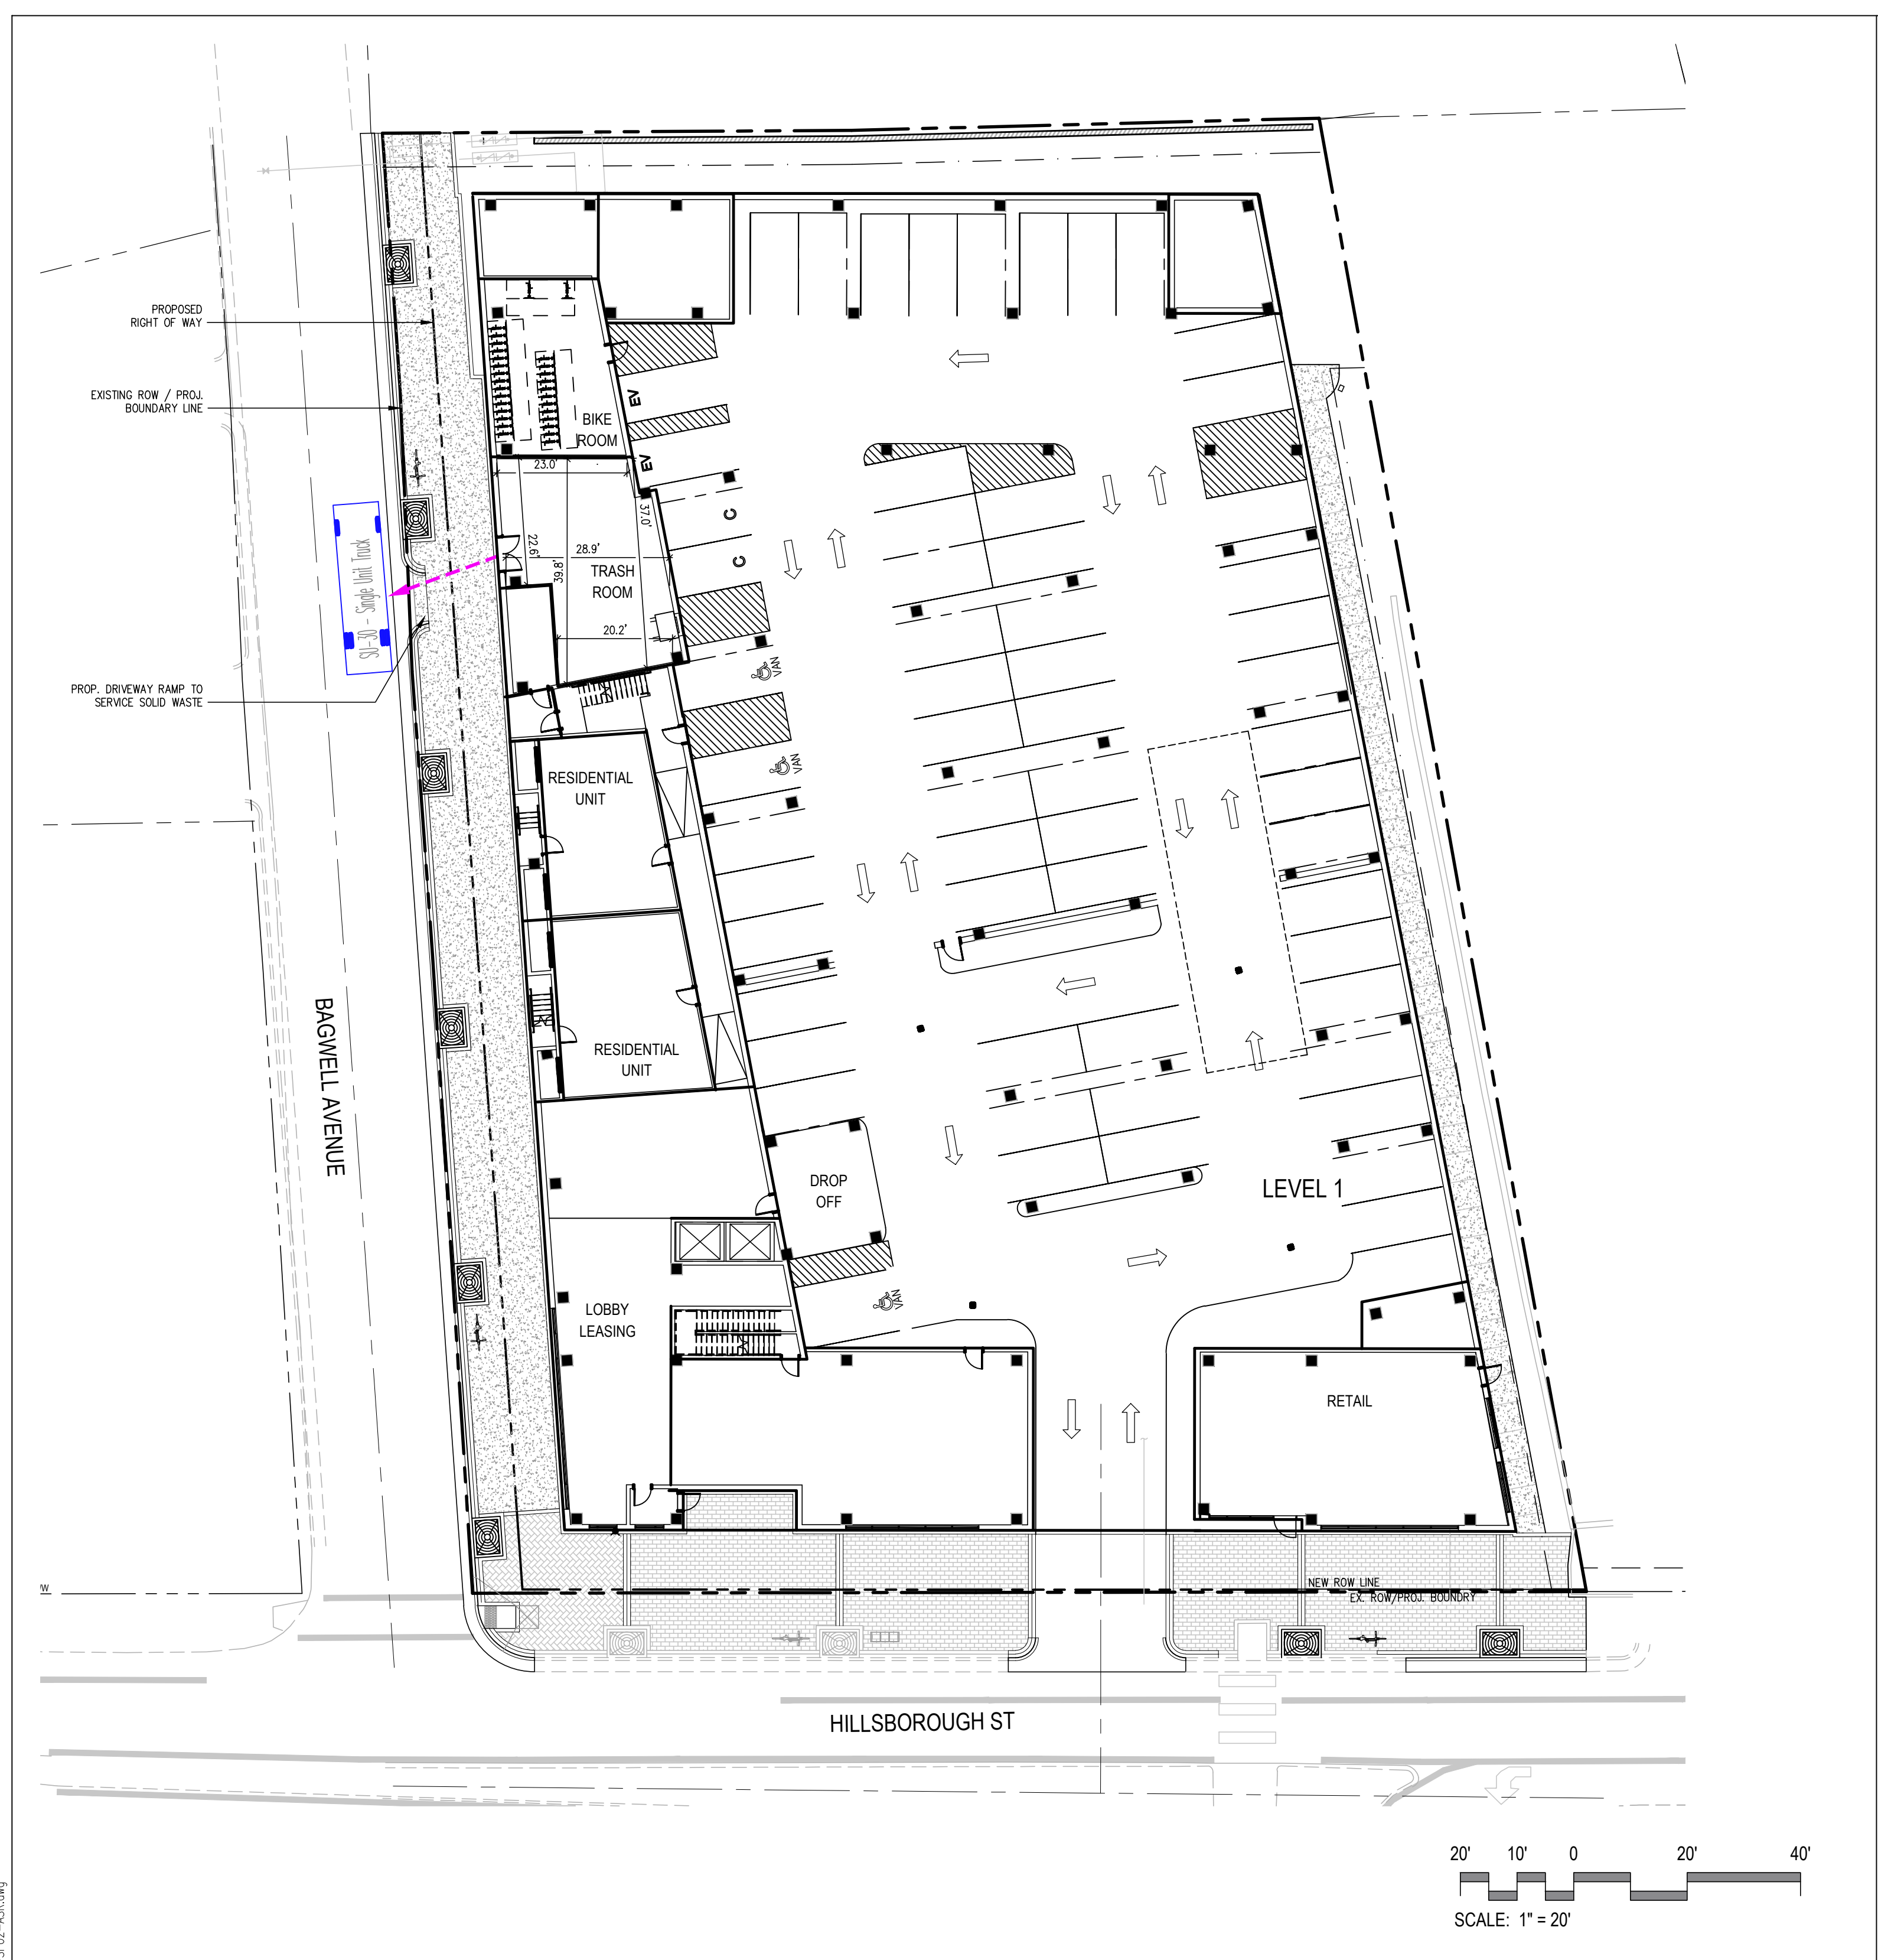 PROPOSED
RIGHT OF WAY
EXISTING ROW / PROJ.
BOUNDARY LINE
EV
BIKE
ROOM
EV
23.0'
37.0'
C
22.6'
28.9'
C
39.8'
TRASH
ROOM
SU-30 - Single Unit Truck
20.2'
VAN
PROP. DRIVEWAY RAMP TO
SERVICE SOLID WASTE
VAN
RESIDENTIAL
UNIT
BAGWELL AVENUE
RESIDENTIAL
UNIT
DROP
OFF
LEVEL 1
VAN
LOBBY
LEASING
RETAIL
NEW ROW LINE
EX. ROW/PROJ. BOUNDRY
HILLSBOROUGH ST
20'
10'
0
20'
40'
SCALE: 1" = 20'